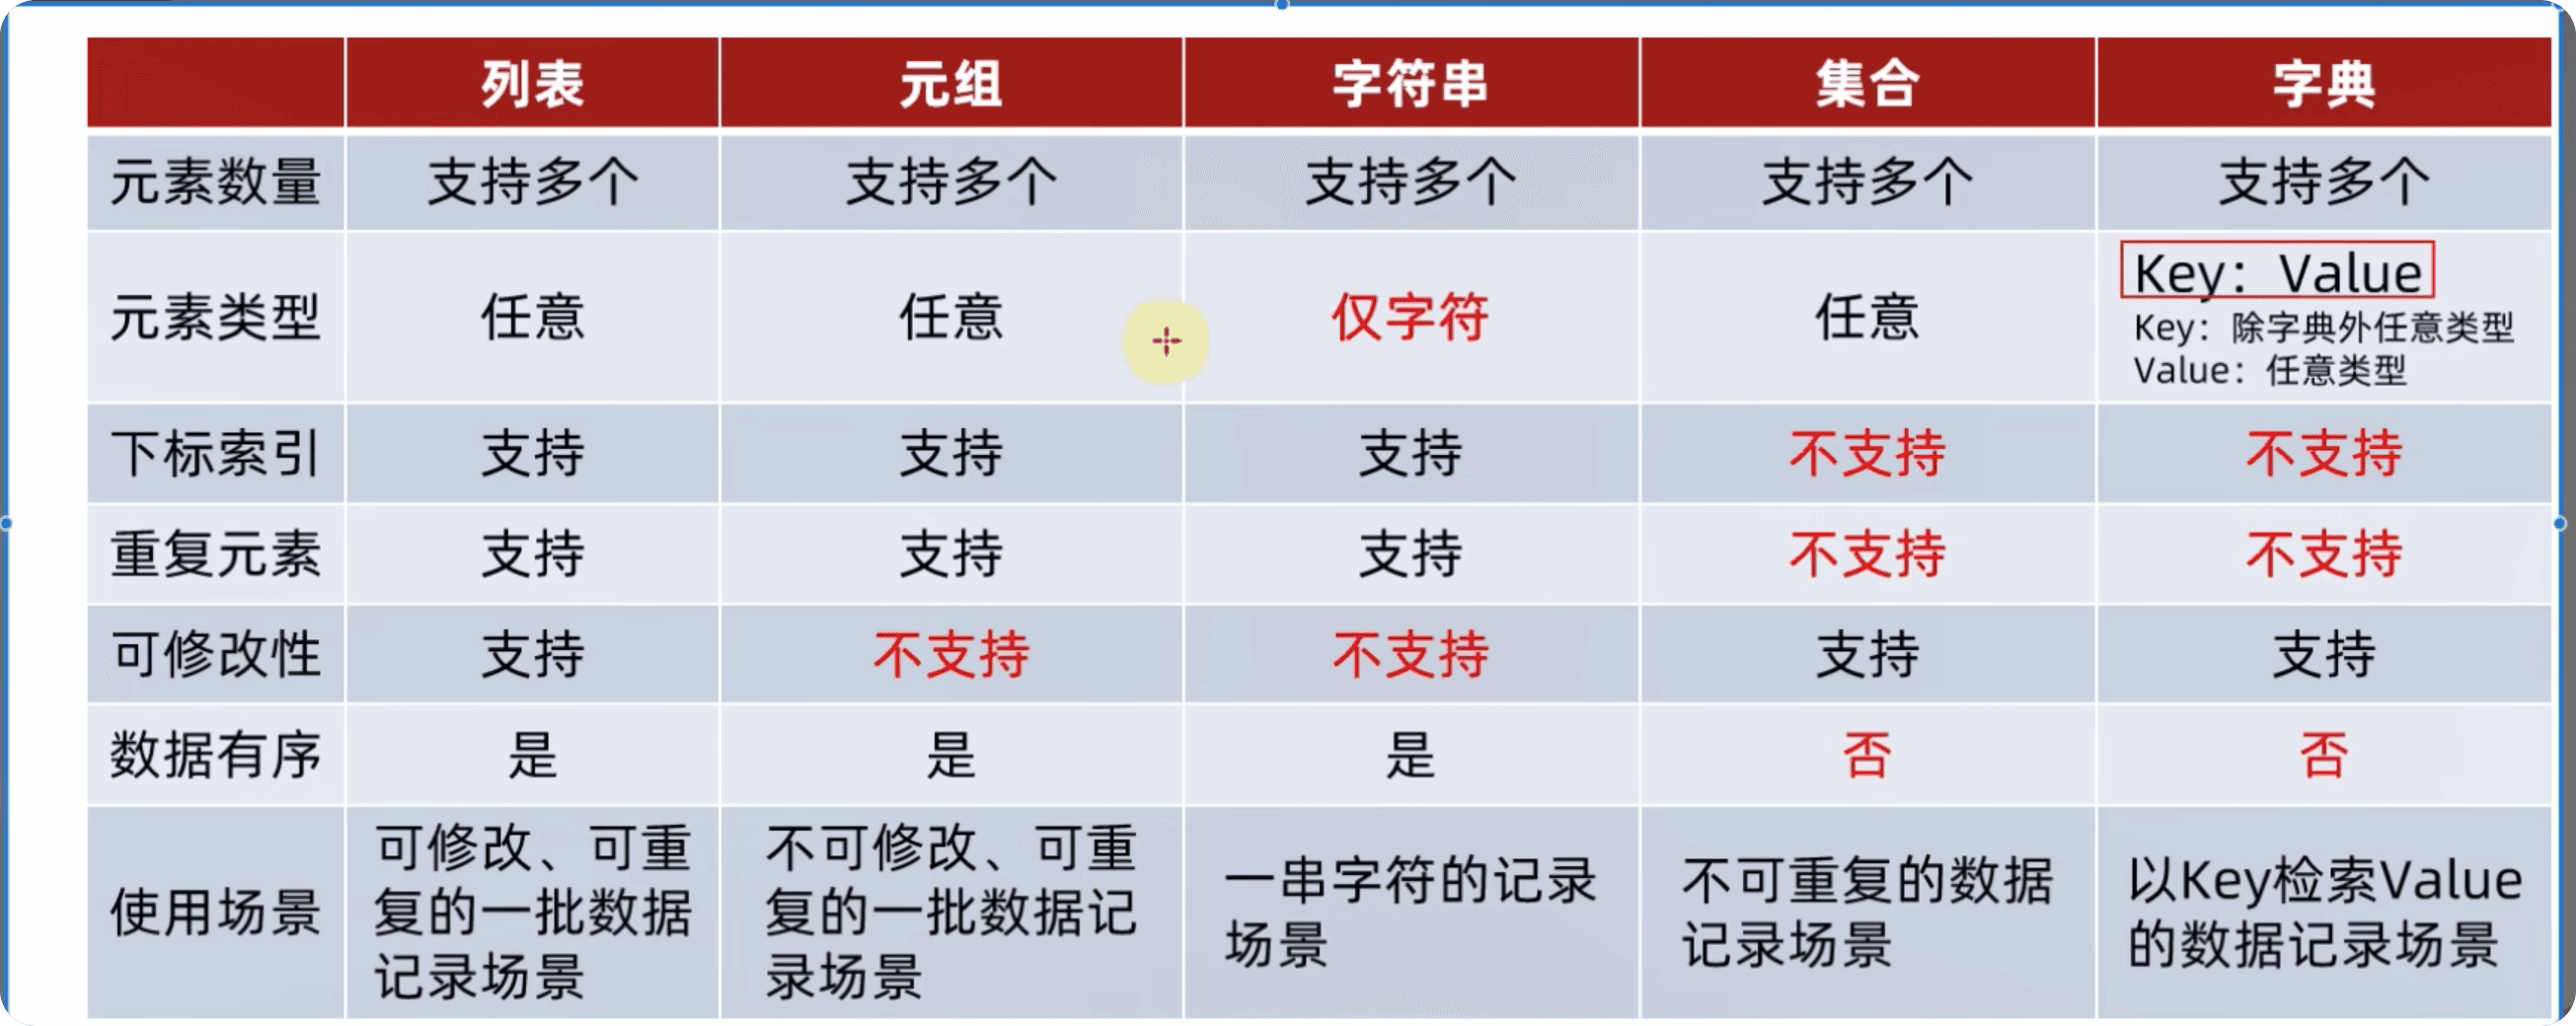 列表 元组 字符串 集合 字典
元素数量 支持多个 支持多个 支持多个 支持多个 支持多个
元素类型 任意 任意 仅字符 任意 Key：Value
Key：除字典外任意类型
Value：任意类型
下标索引 支持 支持 支持 不支持 不支持
重复元素 支持 支持 支持 不支持 不支持
可修改性 支持 不支持 不支持 支持 支持
数据有序 是 是 是 否 否
使用场景
可修改、可重
复的一批数据
记录场景
不可修改、可重
复的一批数据记
录场景
一串字符的记录
场景
不可重复的数据
记录场景
以Key检索Value
的数据记录场景